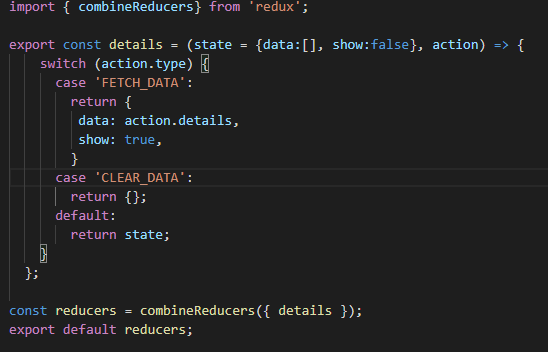 import { combineReducers} from 'redux';
export const details = (state = {data:[], show:false}, action) => {
switch (action.type) {
case 'FETCH_DATA':
return {
data: action.details,
show: true,
}
case 'CLEAR_DATA':
return {};
default:
return state;
}
};
const reducers = combineReducers({ details });
export default reducers;